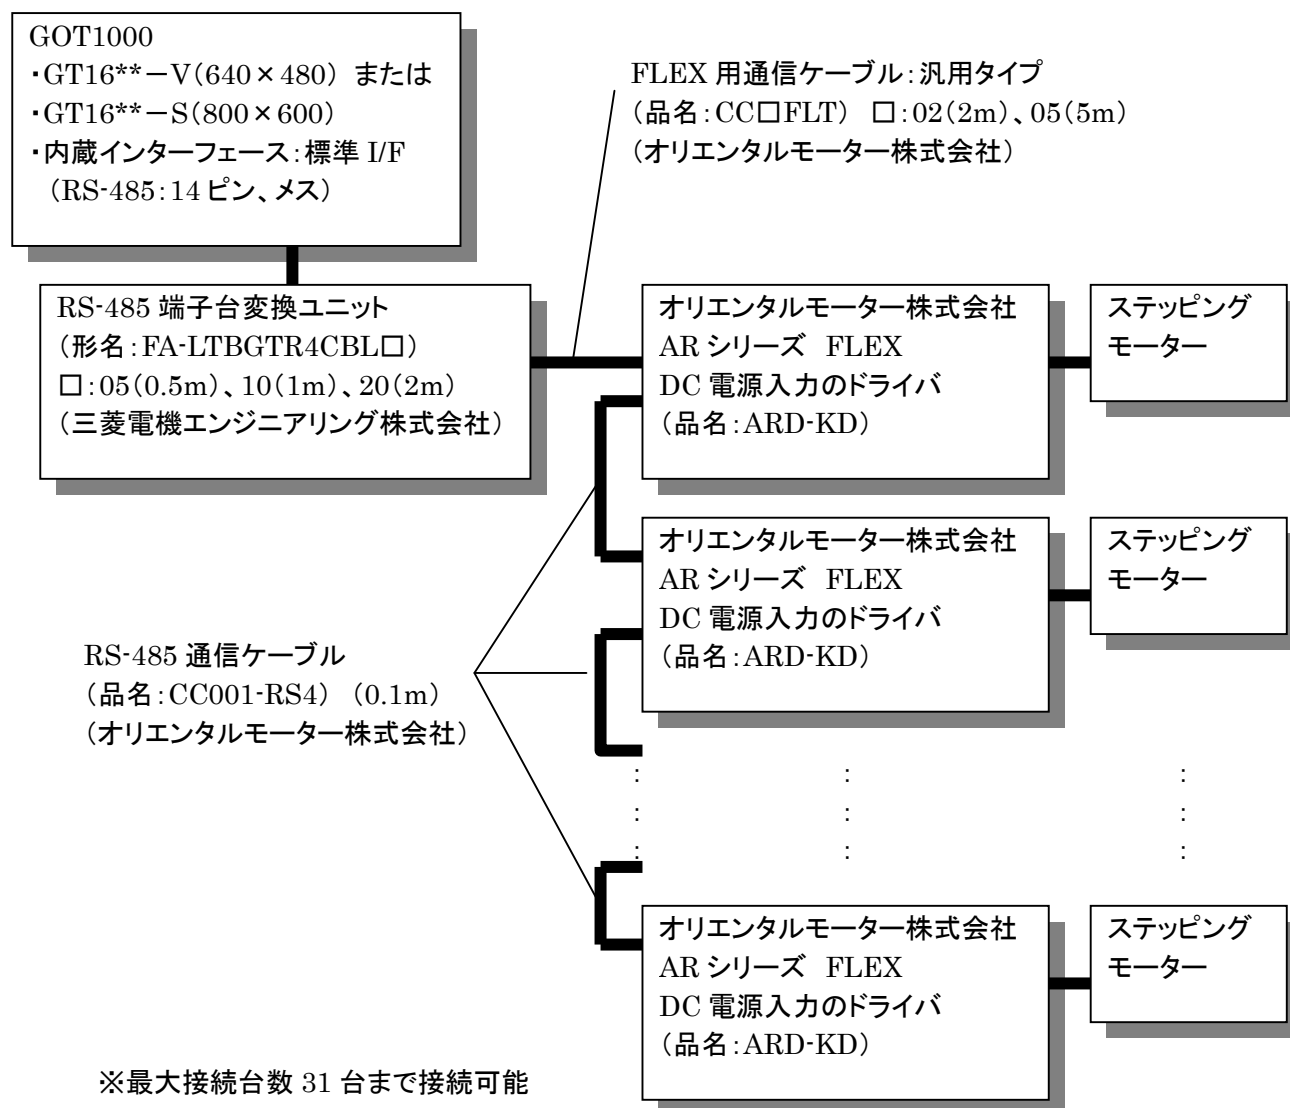 GOT1000
・GT16**－V（640×480） または
・GT16**－S（800×600）
・内蔵インターフェース：標準 I/F
（RS-485：14 ピン、メス）
FLEX 用通信ケーブル：汎用タイプ
（品名：CC□FLT） □：02（2m）、05（5m）
（オリエンタルモーター株式会社）
RS-485 端子台変換ユニット
（形名：FA-LTBGTR4CBL□）
□：05（0.5m）、10（1m）、20（2m）
（三菱電機エンジニアリング株式会社）
オリエンタルモーター株式会社
AR シリーズ FLEX
DC 電源入力のドライバ
（品名：ARD-KD）
ステッピング
モーター
オリエンタルモーター株式会社
AR シリーズ FLEX
DC 電源入力のドライバ
（品名：ARD-KD）
ステッピング
モーター
RS-485 通信ケーブル
（品名：CC001-RS4） （0.1m）
（オリエンタルモーター株式会社）
： ： ：
： ： ：
： ： ：
オリエンタルモーター株式会社
AR シリーズ FLEX
DC 電源入力のドライバ
（品名：ARD-KD）
ステッピング
モーター
※最大接続台数 31 台まで接続可能